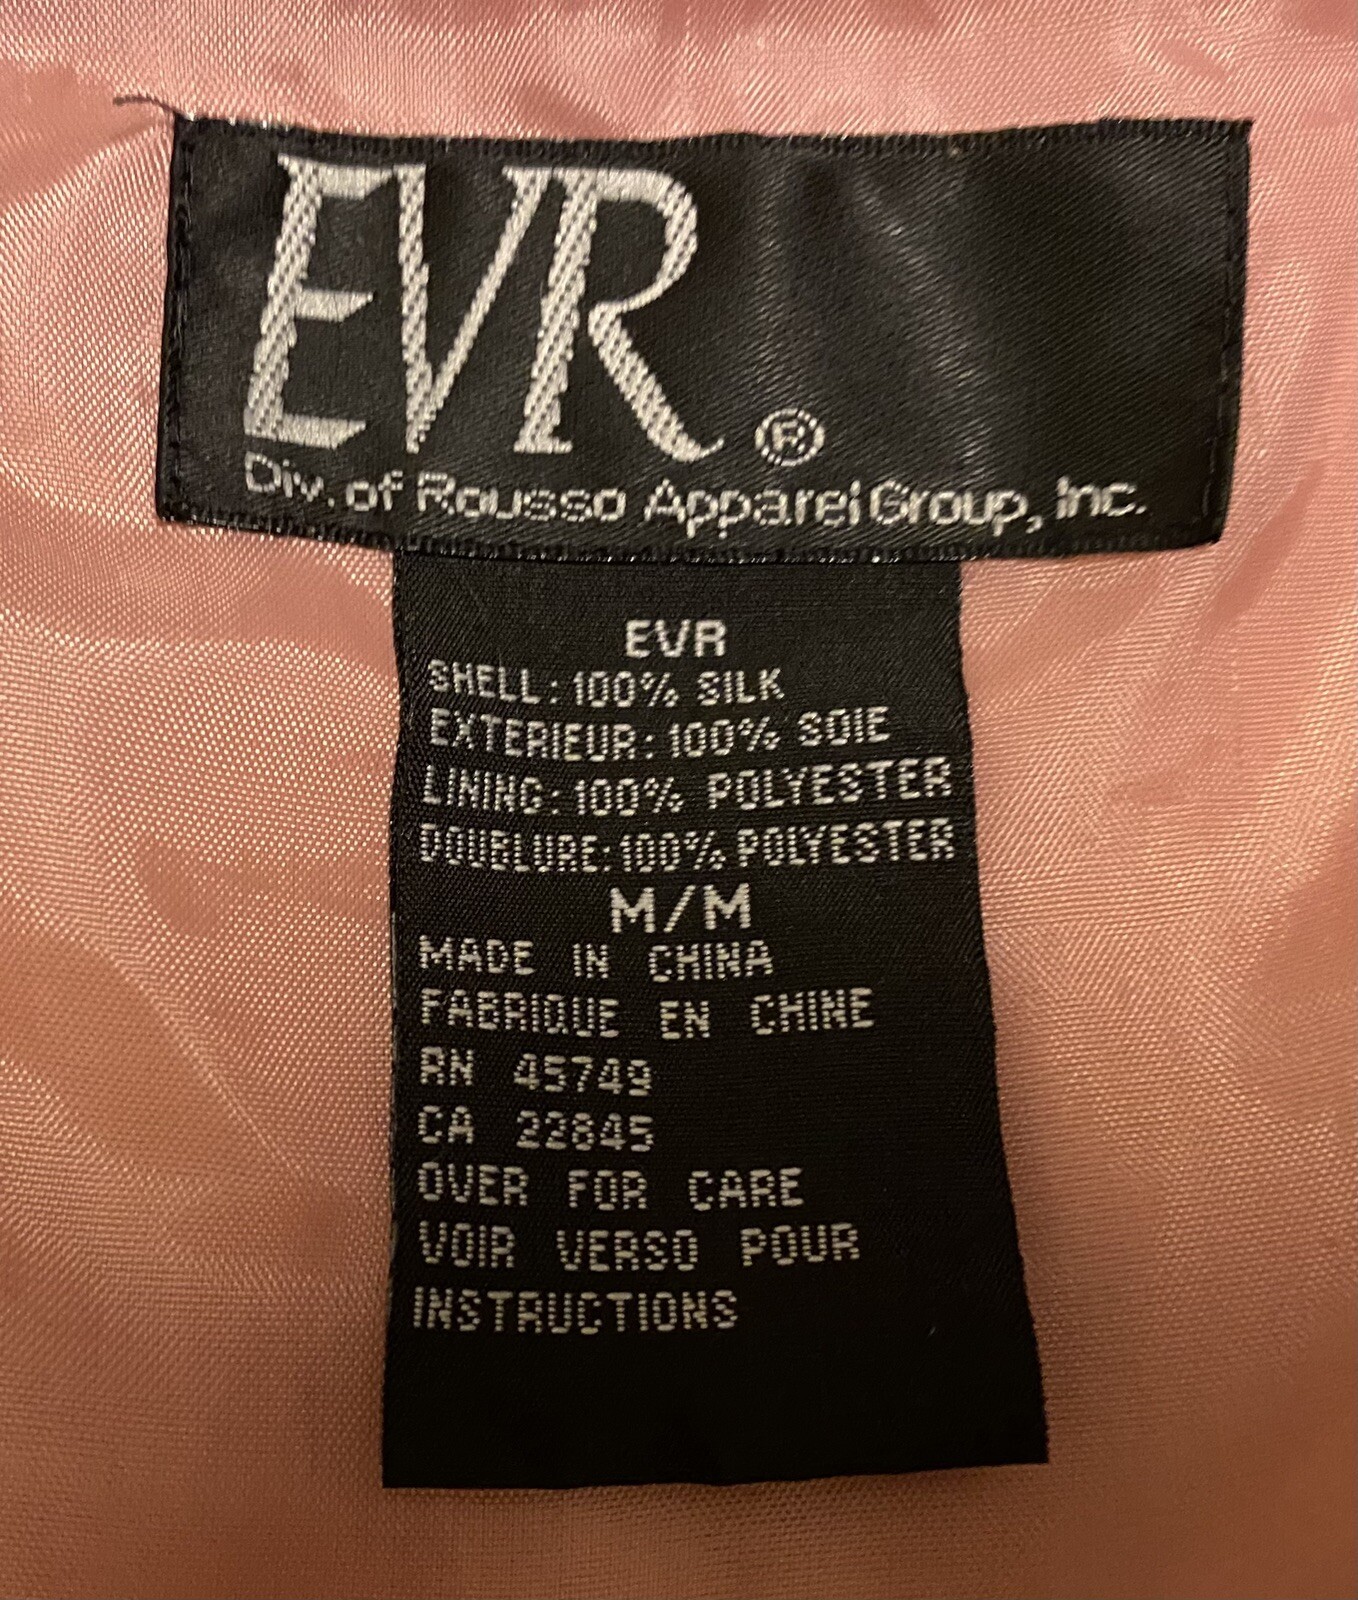 EVR®
Div. of Rousso Apparel Group, Inc.
EVR
SHELL: 100% SILK
EXTERIEUR: 100% SOIE
LINING: 100% POLYESTER
DOUBLURE: 100% POLYESTER
M/M
MADE IN CHINA
FABRIQUE EN CHINE
RN 45749
CA 22845
OVER FOR CARE
VOIR VERSO POUR
INSTRUCTIONS